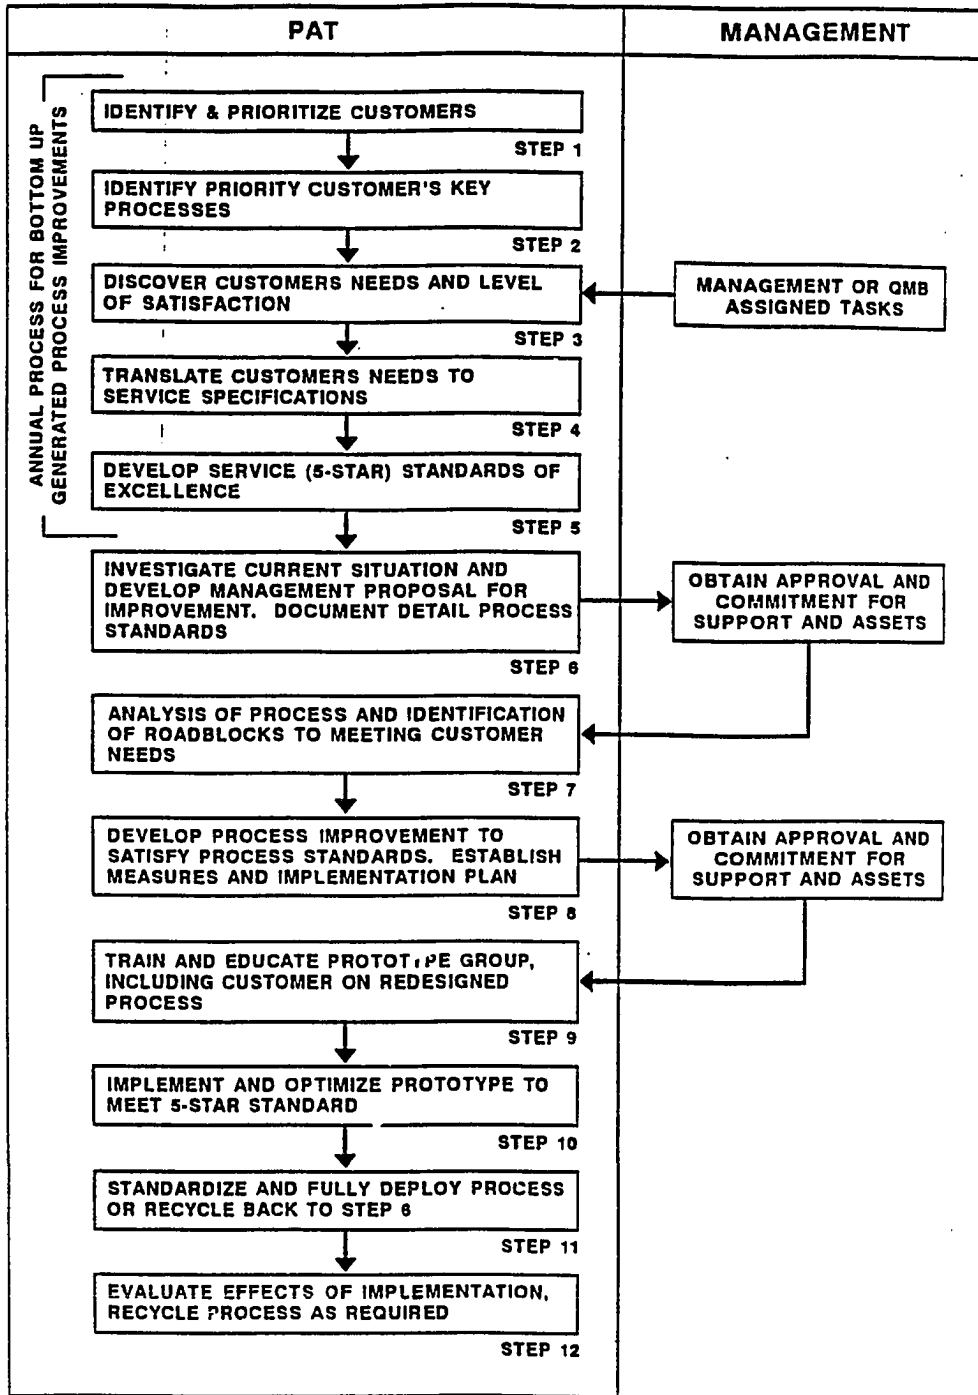 PAT
MANAGEMENT
ANNUAL PROCESS FOR BOTTOM UP
GENERATED PROCESS IMPROVEMENTS
IDENTIFY & PRIORITIZE CUSTOMERS
STEP 1
IDENTIFY PRIORITY CUSTOMER'S KEY
PROCESSES
STEP 2
DISCOVER CUSTOMERS NEEDS AND LEVEL
OF SATISFACTION
MANAGEMENT OR QMB
ASSIGNED TASKS
STEP 3
TRANSLATE CUSTOMERS NEEDS TO
SERVICE SPECIFICATIONS
STEP 4
DEVELOP SERVICE (5-STAR) STANDARDS OF
EXCELLENCE
STEP 5
INVESTIGATE CURRENT SITUATION AND
DEVELOP MANAGEMENT PROPOSAL FOR
IMPROVEMENT. DOCUMENT DETAIL PROCESS
STANDARDS
OBTAIN APPROVAL AND
COMMITMENT FOR
SUPPORT AND ASSETS
STEP 6
ANALYSIS OF PROCESS AND IDENTIFICATION
OF ROADBLOCKS TO MEETING CUSTOMER
NEEDS
STEP 7
DEVELOP PROCESS IMPROVEMENT TO
SATISFY PROCESS STANDARDS. ESTABLISH
MEASURES AND IMPLEMENTATION PLAN
OBTAIN APPROVAL AND
COMMITMENT FOR
SUPPORT AND ASSETS
STEP 8
TRAIN AND EDUCATE PROTOTYPE GROUP,
INCLUDING CUSTOMER ON REDESIGNED
PROCESS
STEP 9
IMPLEMENT AND OPTIMIZE PROTOTYPE TO
MEET 5-STAR STANDARD
STEP 10
STANDARDIZE AND FULLY DEPLOY PROCESS
OR RECYCLE BACK TO STEP 6
STEP 11
EVALUATE EFFECTS OF IMPLEMENTATION,
RECYCLE PROCESS AS REQUIRED
STEP 12